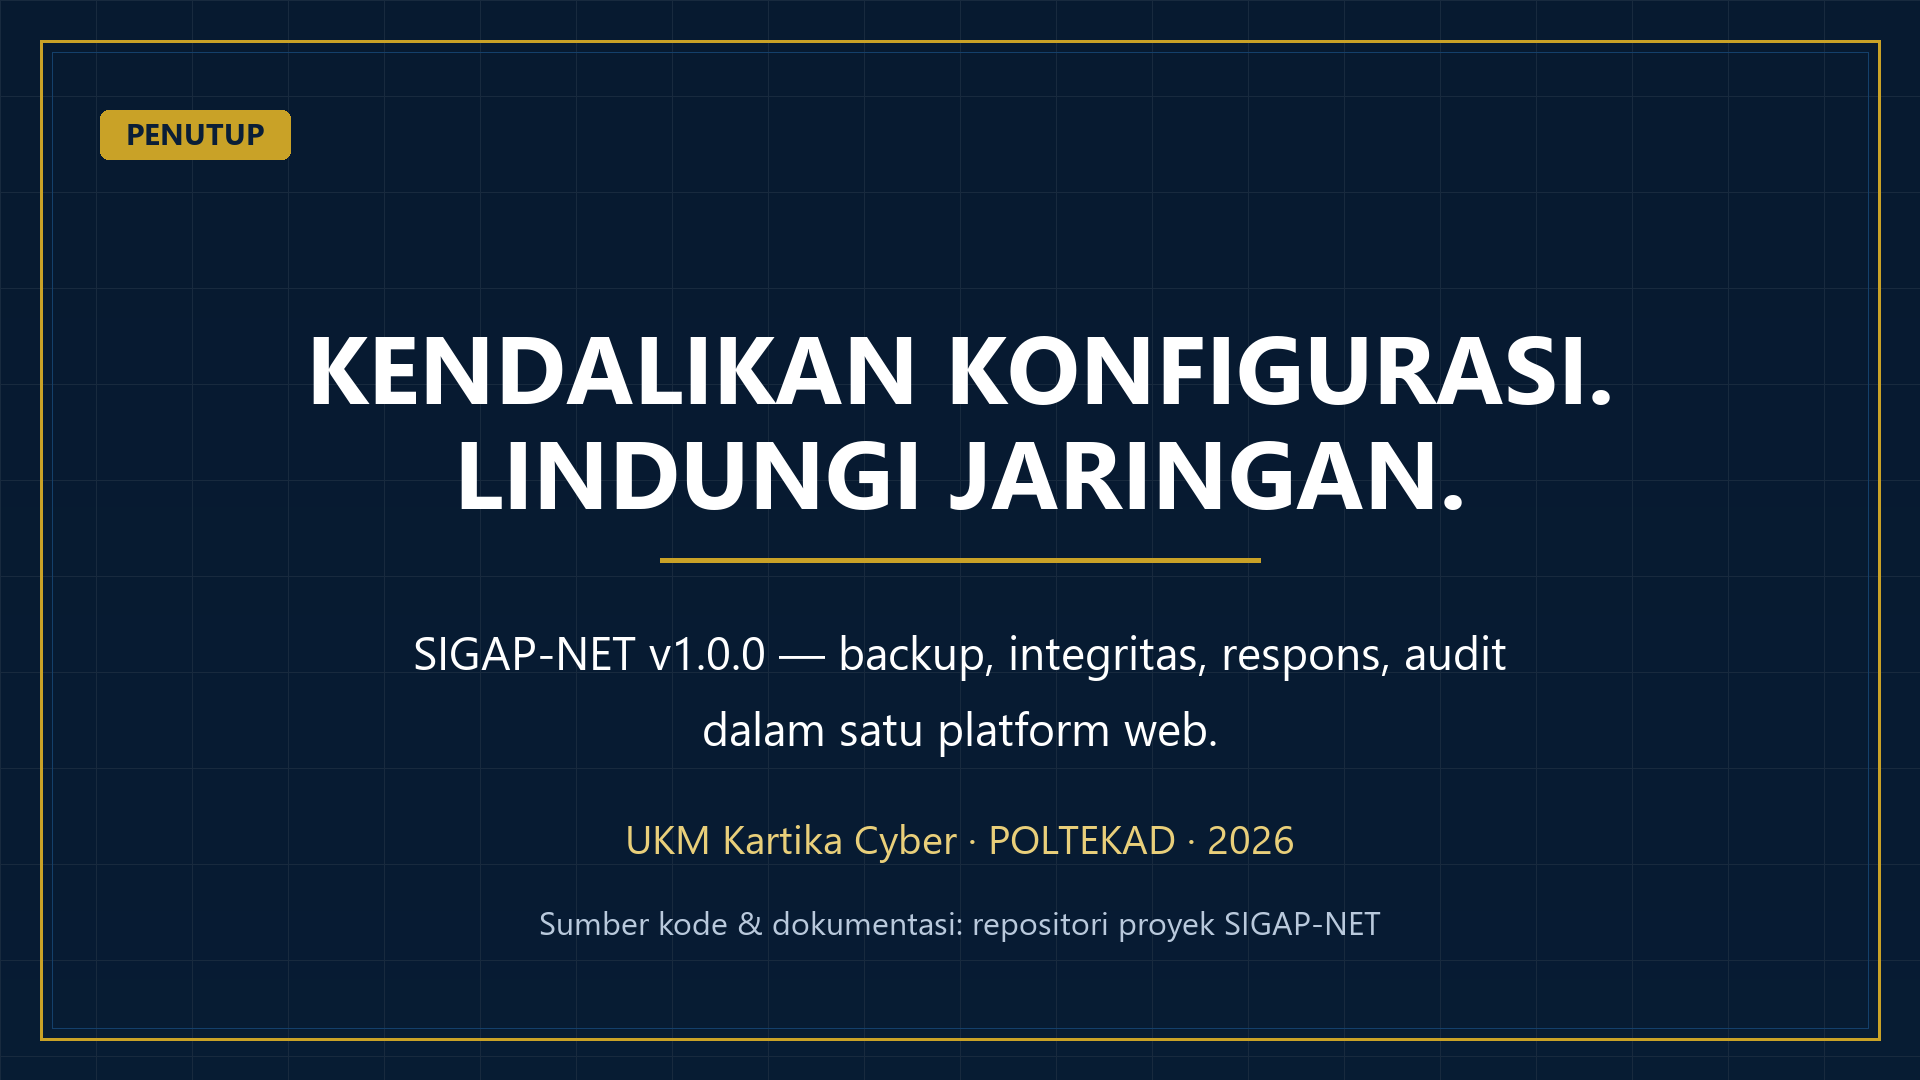 PENUTUP
KENDALIKAN KONFIGURASI.
LINDUNGI JARINGAN.
SIGAP-NET v1.0.0 — backup, integritas, respons, audit
dalam satu platform web.
UKM Kartika Cyber · POLTEKAD · 2026
Sumber kode & dokumentasi: repositori proyek SIGAP-NET